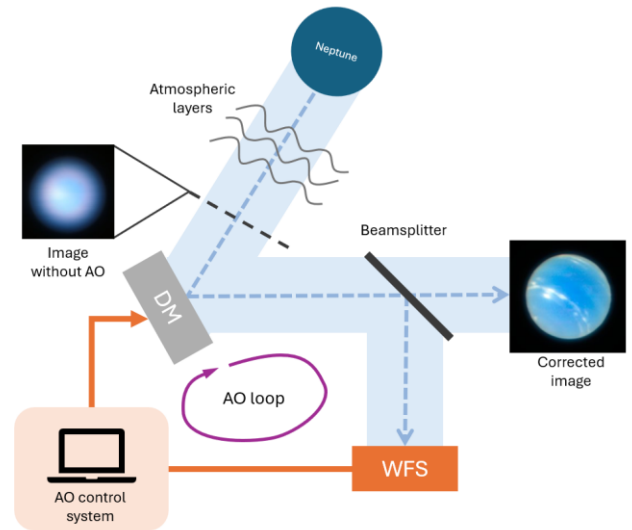 Neptune
Atmospheric
layers
Image
without AO
Beamsplitter
DM
Corrected
image
AO loop
WFS
AO control
system